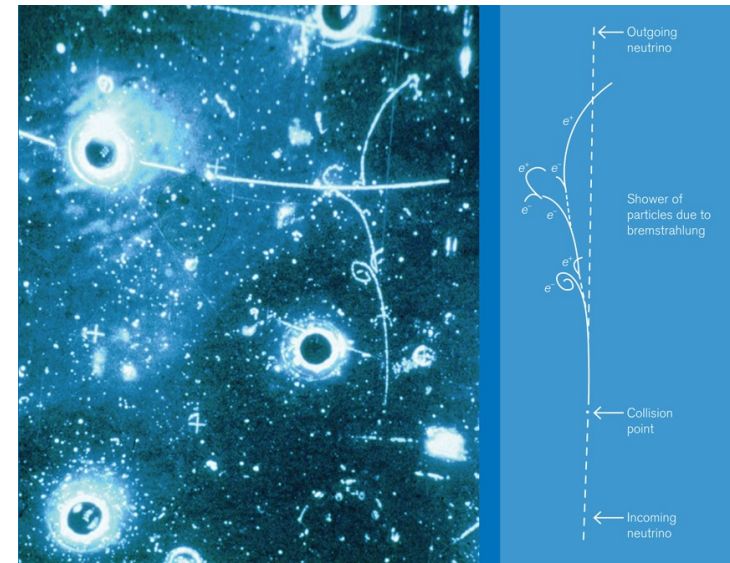 Outgoing
neutrino
e⁺
e⁺
e⁻
Shower of
particles due to
bremstrahlung
e⁻
e⁻
e⁺
e⁻
Collision
point
Incoming
neutrino